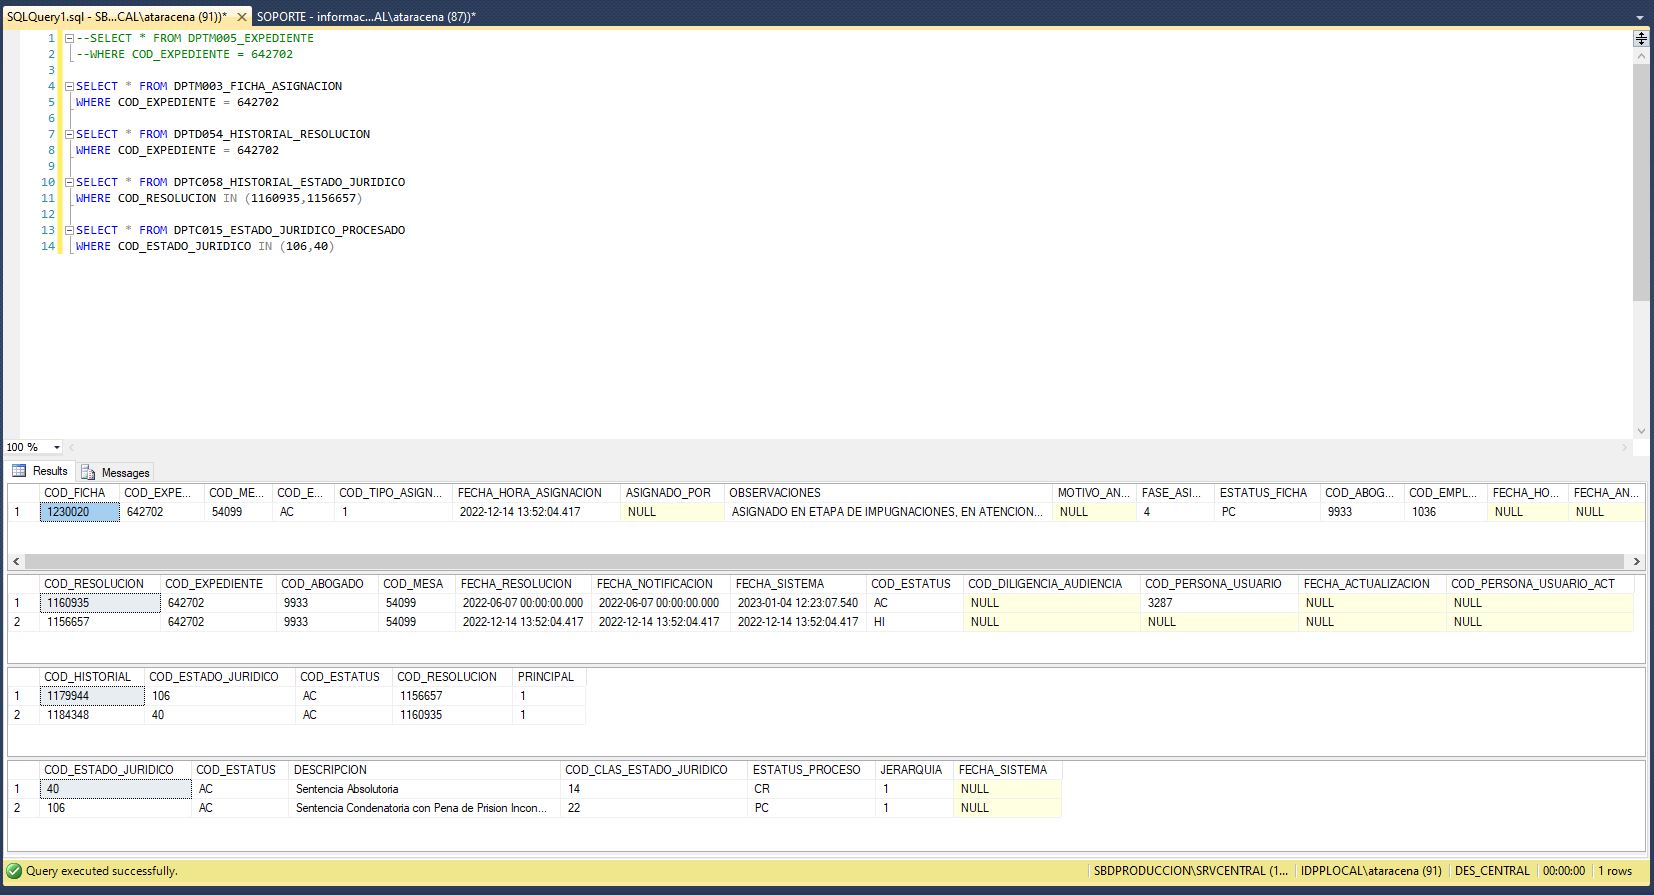 SQLQuery1.sql - SB...CAL\ataracena (91))* SOPORTE - informac...AL\ataracena (87))*
1 --SELECT * FROM DPTM005_EXPEDIENTE
2 --WHERE COD_EXPEDIENTE = 642702
3
4 SELECT * FROM DPTM003_FICHA_ASIGNACION
5 WHERE COD_EXPEDIENTE = 642702
6
7 SELECT * FROM DPTD054_HISTORIAL_RESOLUCION
8 WHERE COD_EXPEDIENTE = 642702
9
10 SELECT * FROM DPTC058_HISTORIAL_ESTADO_JURIDICO
11 WHERE COD_RESOLUCION IN (1160935,1156657)
12
13 SELECT * FROM DPTC015_ESTADO_JURIDICO_PROCESADO
14 WHERE COD_ESTADO_JURIDICO IN (106,40)
100 %
Results Messages
COD_FICHA COD_EXPE... COD_ME... COD_E... COD_TIPO_ASIGN... FECHA_HORA_ASIGNACION ASIGNADO_POR OBSERVACIONES MOTIVO_AN... FASE_ASI... ESTATUS_FICHA COD_ABOG... COD_EMPL... FECHA_HO... FECHA_AN...
1 1230020 642702 54099 AC 1 2022-12-14 13:52:04.417 NULL ASIGNADO EN ETAPA DE IMPUGNACIONES, EN ATENCION... NULL 4 PC 9933 1036 NULL NULL
COD_RESOLUCION COD_EXPEDIENTE COD_ABOGADO COD_MESA FECHA_RESOLUCION FECHA_NOTIFICACION FECHA_SISTEMA COD_ESTATUS COD_DILIGENCIA_AUDIENCIA COD_PERSONA_USUARIO FECHA_ACTUALIZACION COD_PERSONA_USUARIO_ACT
1 1160935 642702 9933 54099 2022-06-07 00:00:00.000 2022-06-07 00:00:00.000 2023-01-04 12:23:07.540 AC NULL 3287 NULL NULL
2 1156657 642702 9933 54099 2022-12-14 13:52:04.417 2022-12-14 13:52:04.417 2022-12-14 13:52:04.417 HI NULL NULL NULL NULL
COD_HISTORIAL COD_ESTADO_JURIDICO COD_ESTATUS COD_RESOLUCION PRINCIPAL
1 1179944 106 AC 1156657 1
2 1184348 40 AC 1160935 1
COD_ESTADO_JURIDICO COD_ESTATUS DESCRIPCION COD_CLAS_ESTADO_JURIDICO ESTATUS_PROCESO JERARQUIA FECHA_SISTEMA
1 40 AC Sentencia Absolutoria 14 CR 1 NULL
2 106 AC Sentencia Condenatoria con Pena de Prision Incon... 22 PC 1 NULL
Query executed successfully. SBDPRODUCCION\SRVCENTRAL (1... IDPPLOCAL\ataracena (91) DES_CENTRAL 00:00:00 1 rows